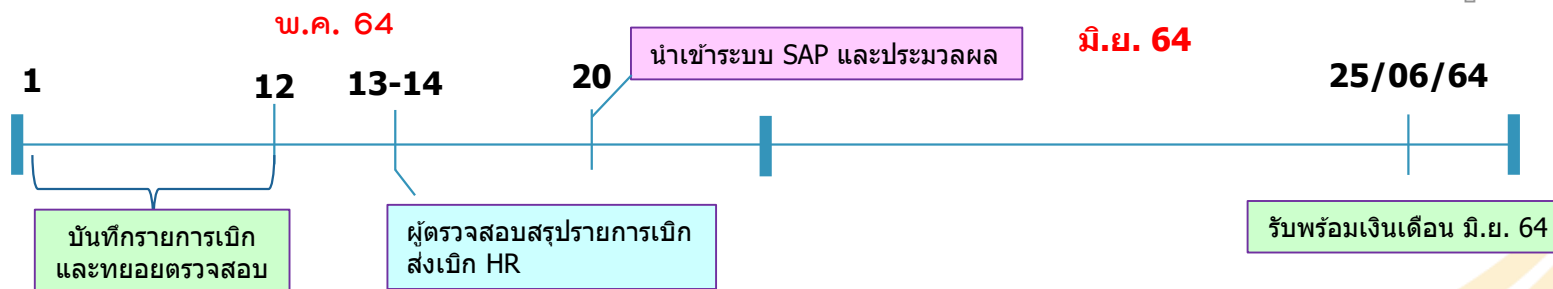 พ.ค. 64
มิ.ย. 64
1
12
13-14
20
นำเข้าระบบ SAP และประมวลผล
25/06/64
บันทึกรายการเบิก
และทยอยตรวจสอบ
ผู้ตรวจสอบสรุปรายการเบิก
ส่งเบิก HR
รับพร้อมเงินเดือน มิ.ย. 64